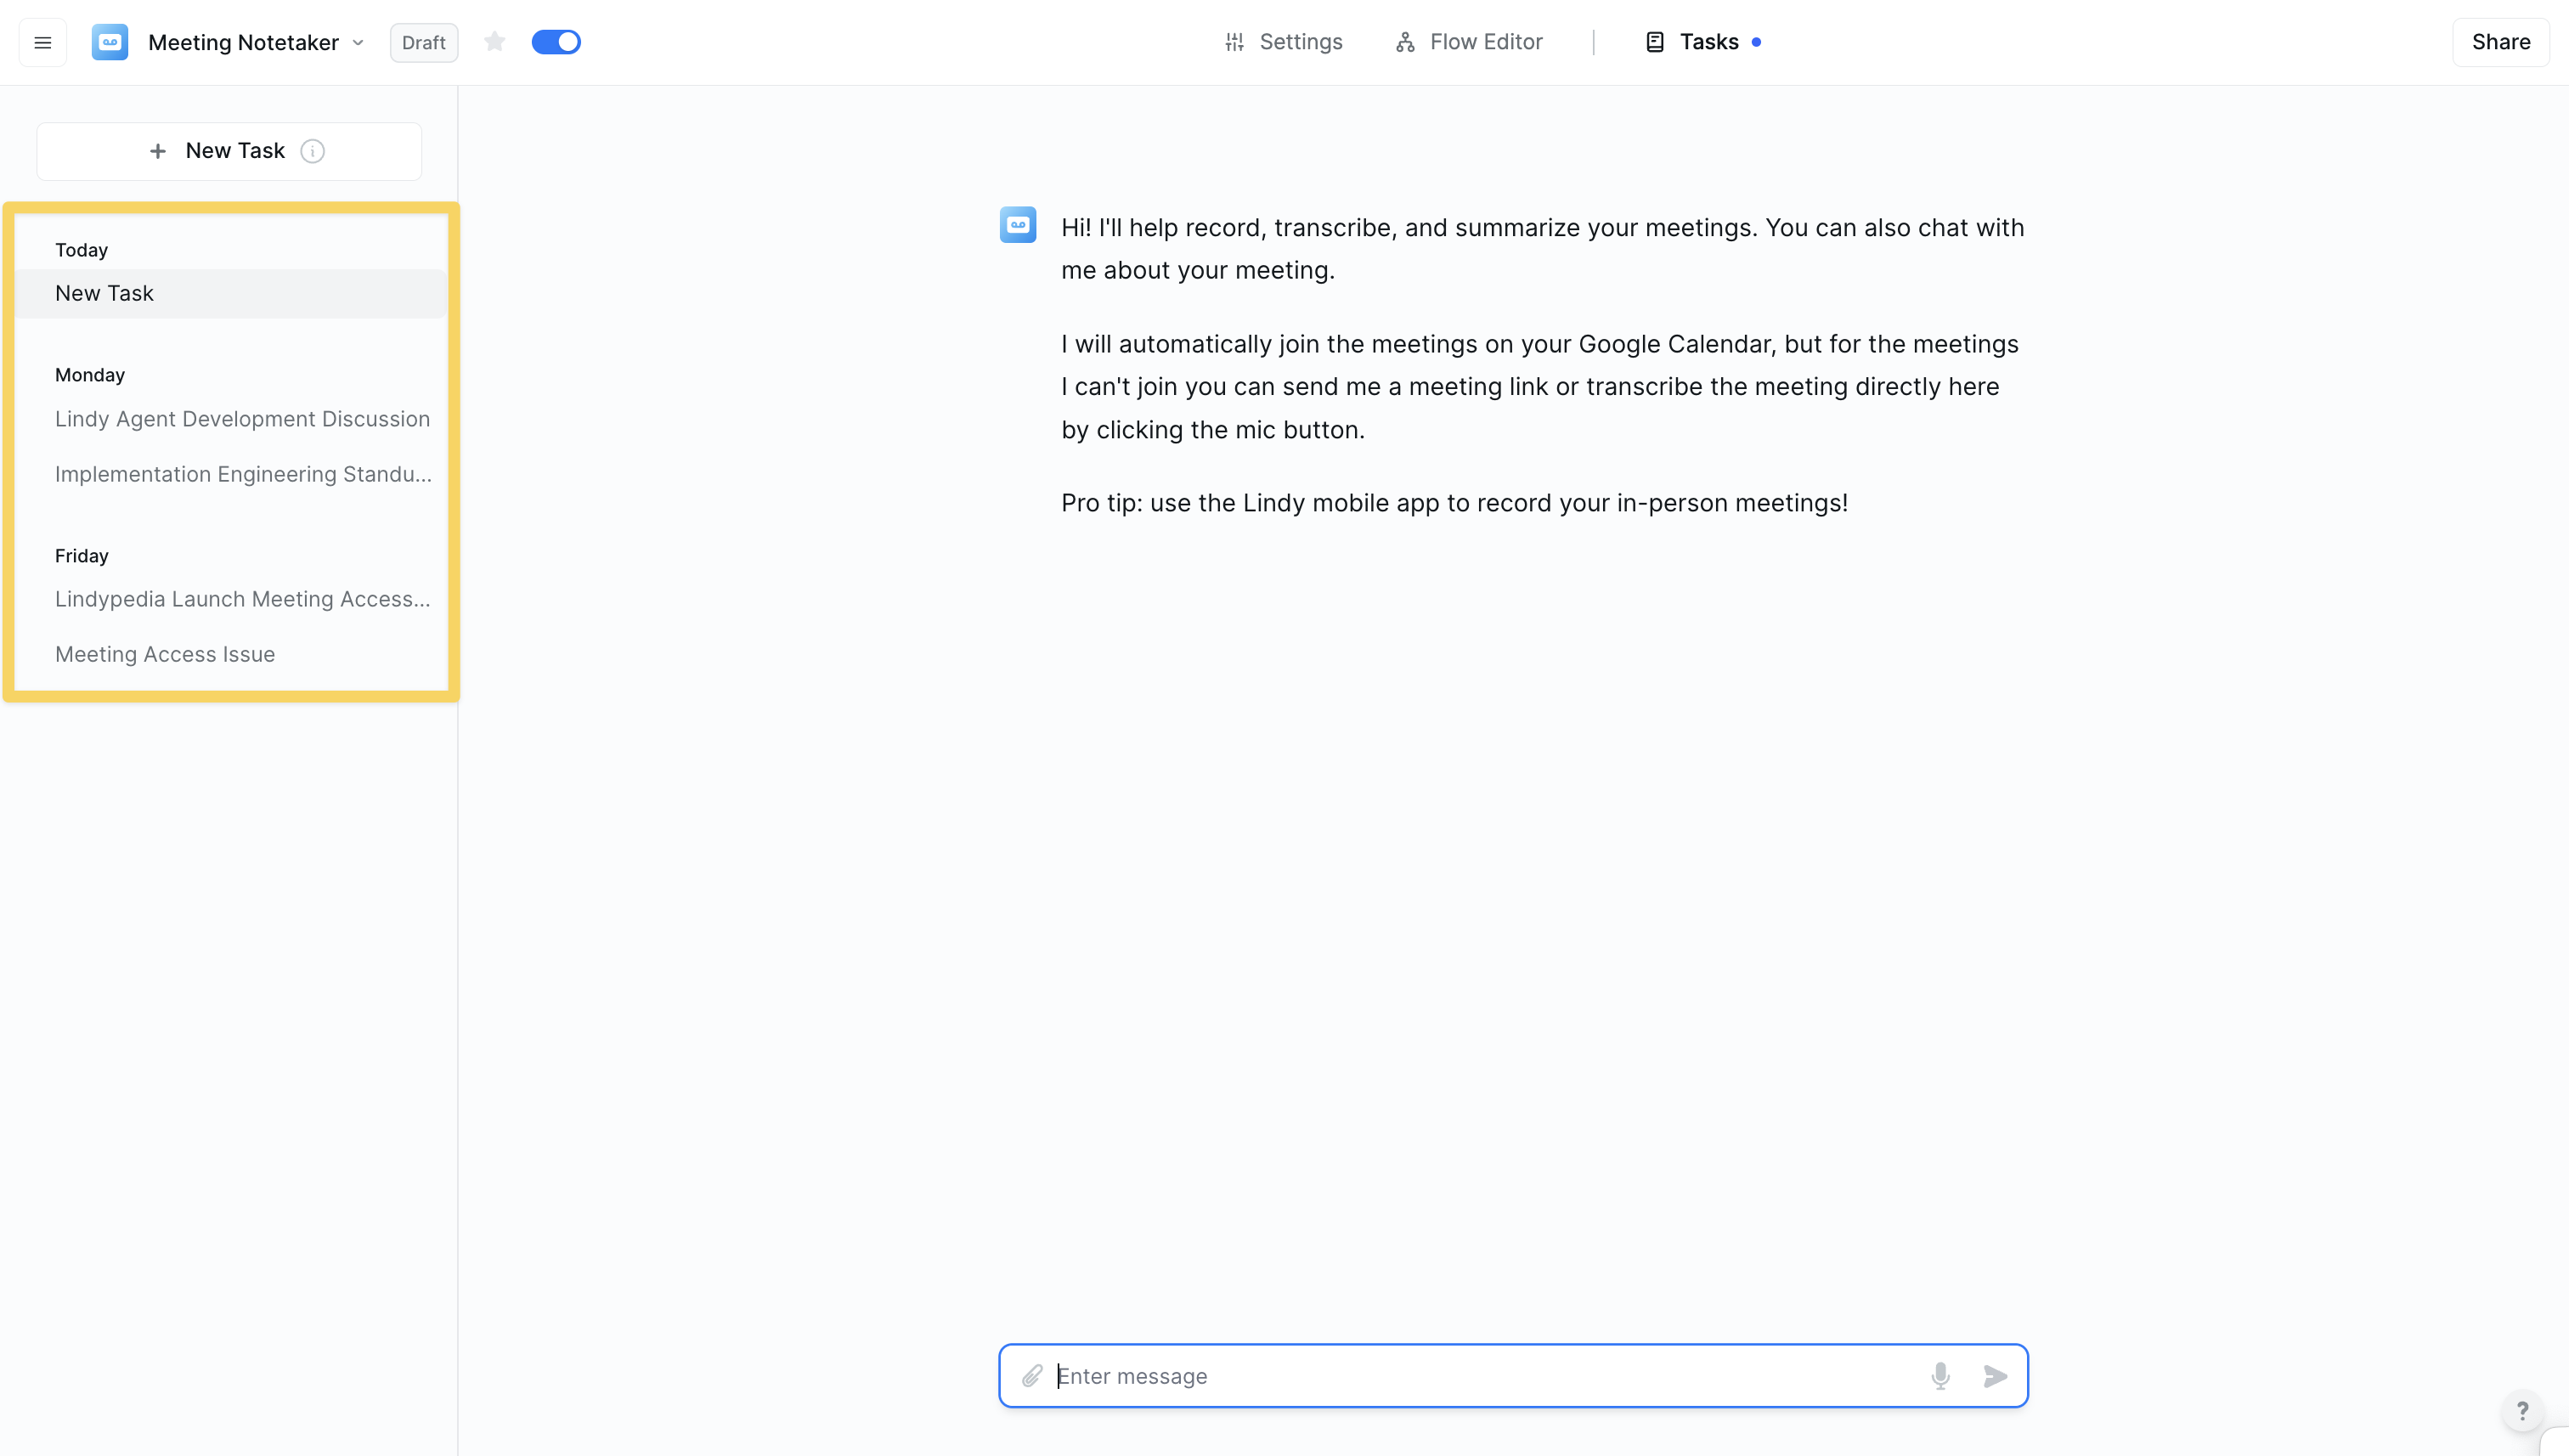 Meeting Notetaker
Draft
Settings
Flow Editor
Tasks
Share
New Task
Today
New Task
Monday
Lindy Agent Development Discussion
Implementation Engineering Standu...
Friday
Lindypedia Launch Meeting Access...
Meeting Access Issue
Hi! I'll help record, transcribe, and summarize your meetings. You can also chat with
me about your meeting.
I will automatically join the meetings on your Google Calendar, but for the meetings
I can't join you can send me a meeting link or transcribe the meeting directly here
by clicking the mic button.
Pro tip: use the Lindy mobile app to record your in-person meetings!
Enter message
?